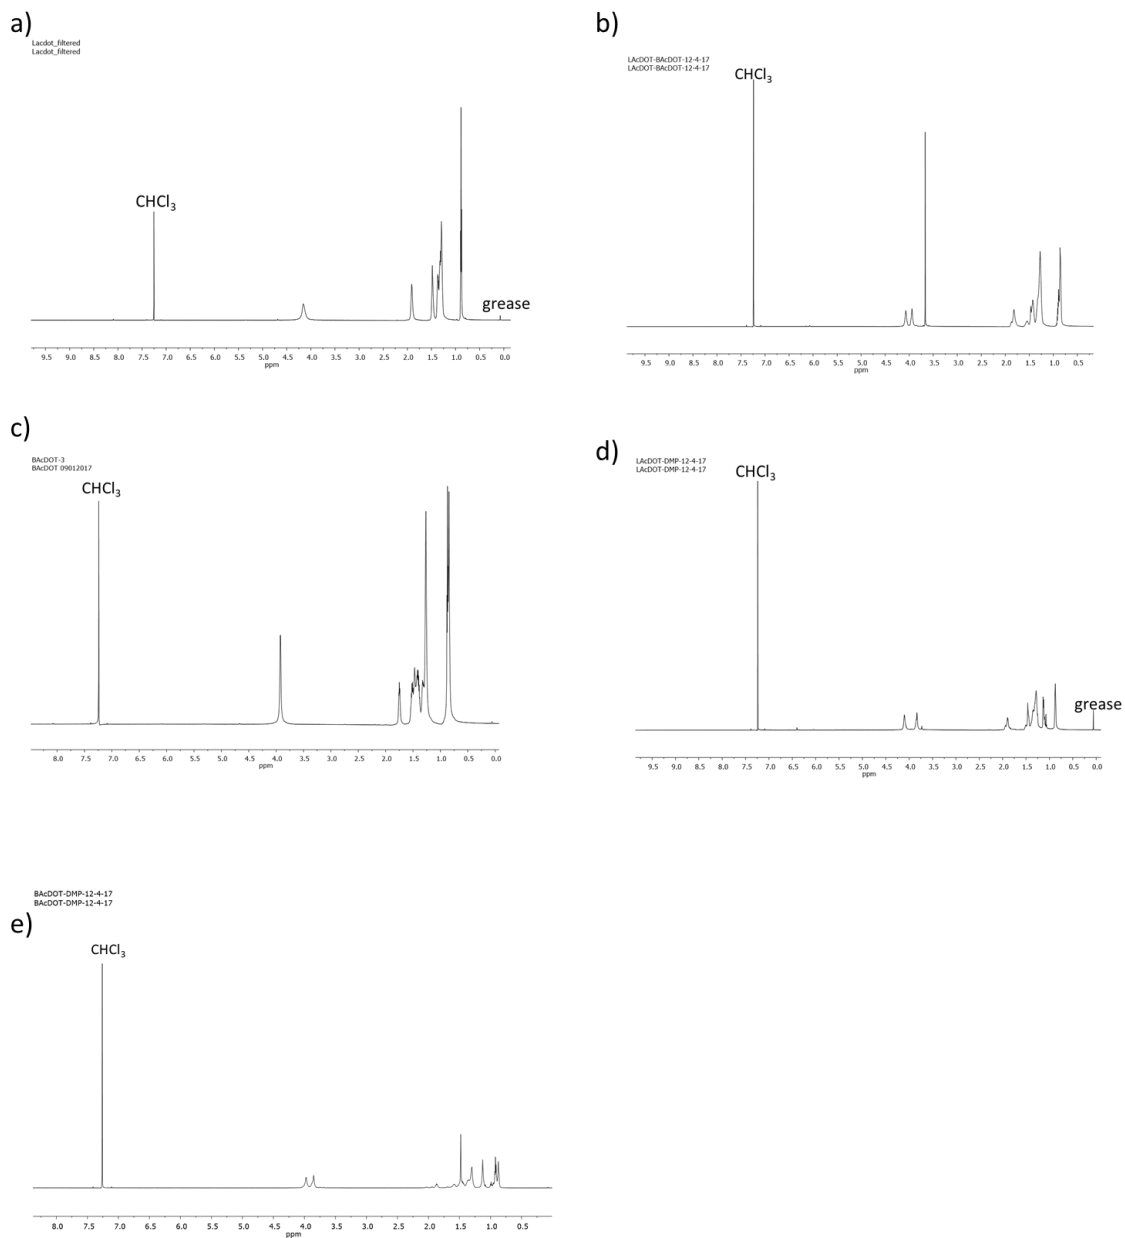 a)
Lacdot_filtered
Lacdot_filtered
CHCl3
grease
9.5 9.0 8.5 8.0 7.5 7.0 6.5 6.0 5.5 5.0 4.5 4.0 3.5 3.0 2.5 2.0 1.5 1.0 0.5 0.0
ppm
b)
LAcDOT-BAcDOT-12-4-17
LAcDOT-BAcDOT-12-4-17
CHCl3
9.5 9.0 8.5 8.0 7.5 7.0 6.5 6.0 5.5 5.0 4.5 4.0 3.5 3.0 2.5 2.0 1.5 1.0 0.5
ppm
c)
BAcDOT-3
BAcDOT 09012017
CHCl3
8.0 7.5 7.0 6.5 6.0 5.5 5.0 4.5 4.0 3.5 3.0 2.5 2.0 1.5 1.0 0.5 0.0
ppm
d)
LAcDOT-DMP-12-4-17
LAcDOT-DMP-12-4-17
CHCl3
grease
9.5 9.0 8.5 8.0 7.5 7.0 6.5 6.0 5.5 5.0 4.5 4.0 3.5 3.0 2.5 2.0 1.5 1.0 0.5 0.0
ppm
BAcDOT-DMP-12-4-17
BAcDOT-DMP-12-4-17
e)
CHCl3
8.0 7.5 7.0 6.5 6.0 5.5 5.0 4.5 4.0 3.5 3.0 2.5 2.0 1.5 1.0 0.5
ppm